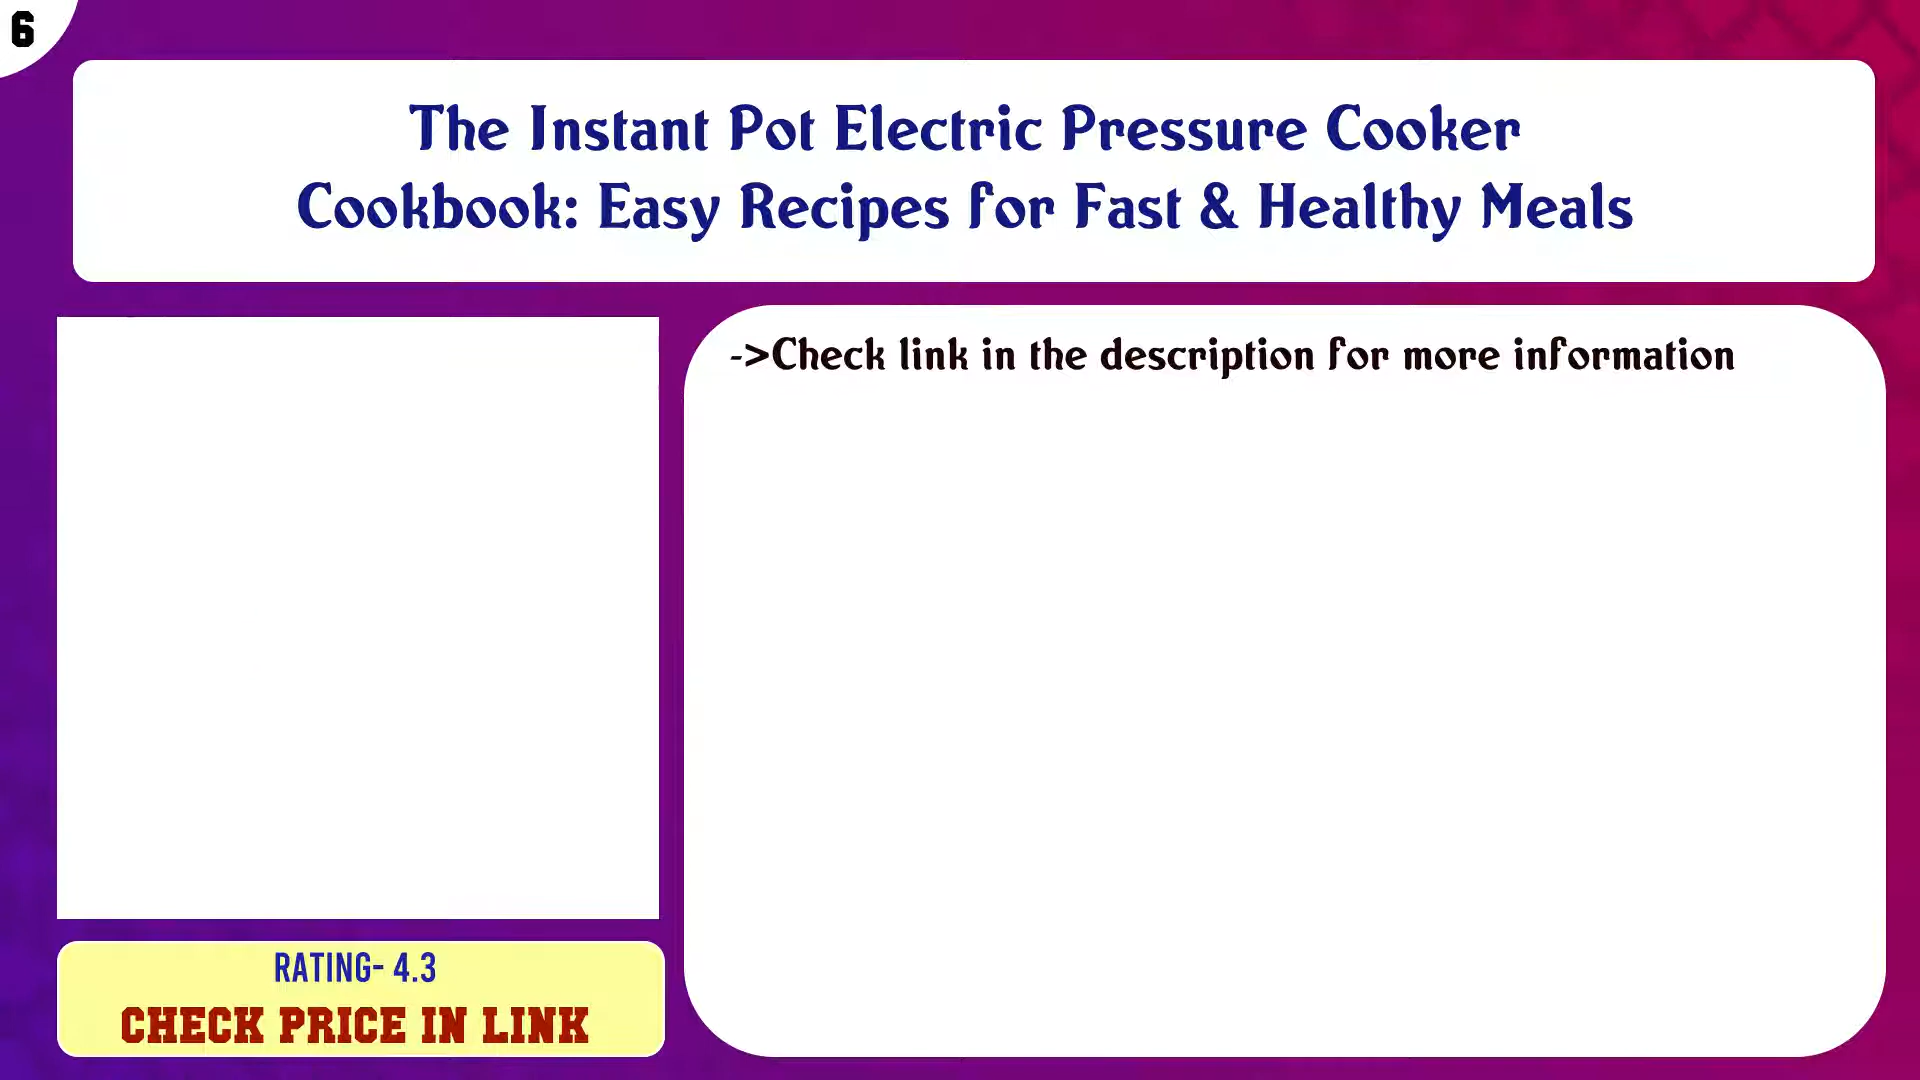 6
The Instant Pot Electric Pressure Cooker
Cookbook: Easy Recipes for Fast & Healthy Meals
->Check link in the description for more information
RATING- 4.3
CHECK PRICE IN LINK